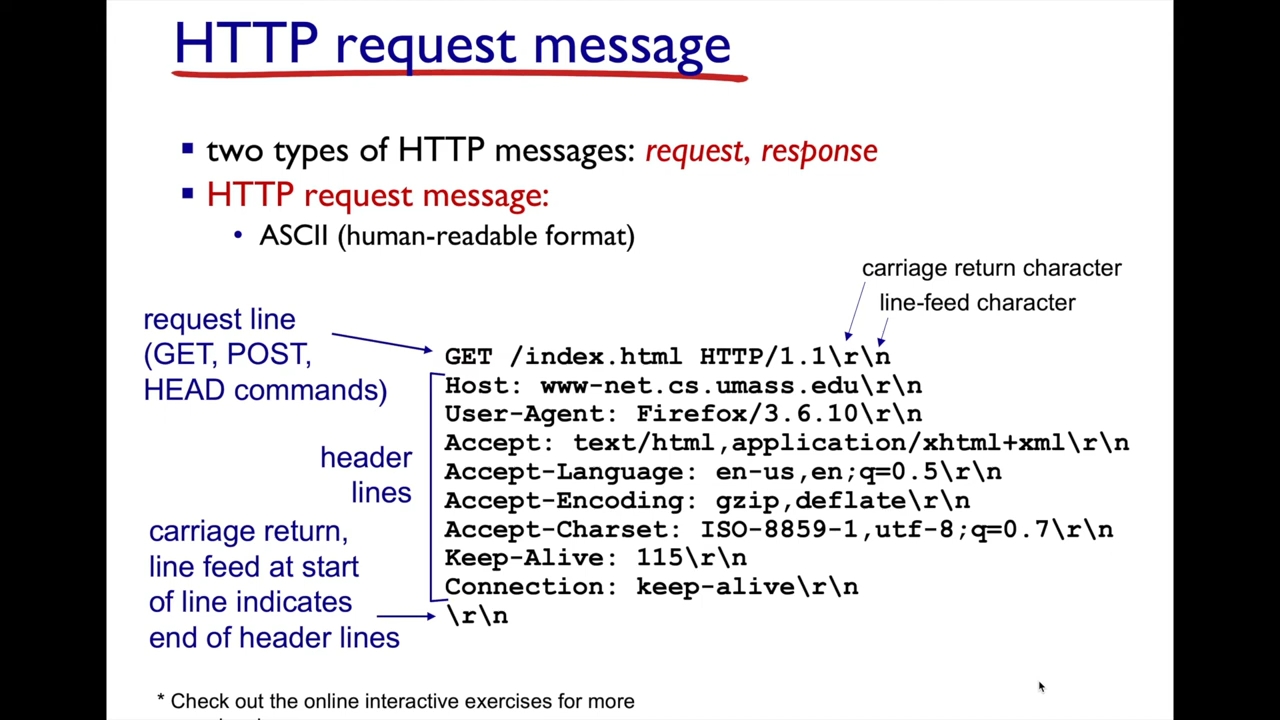 HTTP request message
▪ two types of HTTP messages: request, response
▪ HTTP request message:
• ASCII (human-readable format)
carriage return character
line-feed character
request line
(GET, POST,
HEAD commands)
header
lines
carriage return,
line feed at start
of line indicates
end of header lines
GET /index.html HTTP/1.1\r\n
Host: www-net.cs.umass.edu\r\n
User-Agent: Firefox/3.6.10\r\n
Accept: text/html,application/xhtml+xml\r\n
Accept-Language: en-us,en;q=0.5\r\n
Accept-Encoding: gzip,deflate\r\n
Accept-Charset: ISO-8859-1,utf-8;q=0.7\r\n
Keep-Alive: 115\r\n
Connection: keep-alive\r\n
\r\n
* Check out the online interactive exercises for more